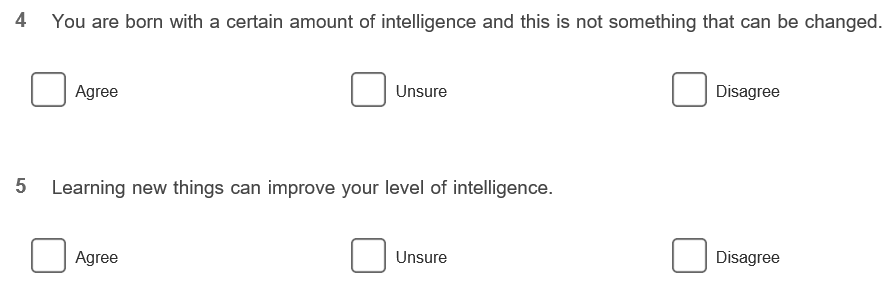 4 You are born with a certain amount of intelligence and this is not something that can be changed.
Agree Unsure Disagree
5 Learning new things can improve your level of intelligence.
Agree Unsure Disagree